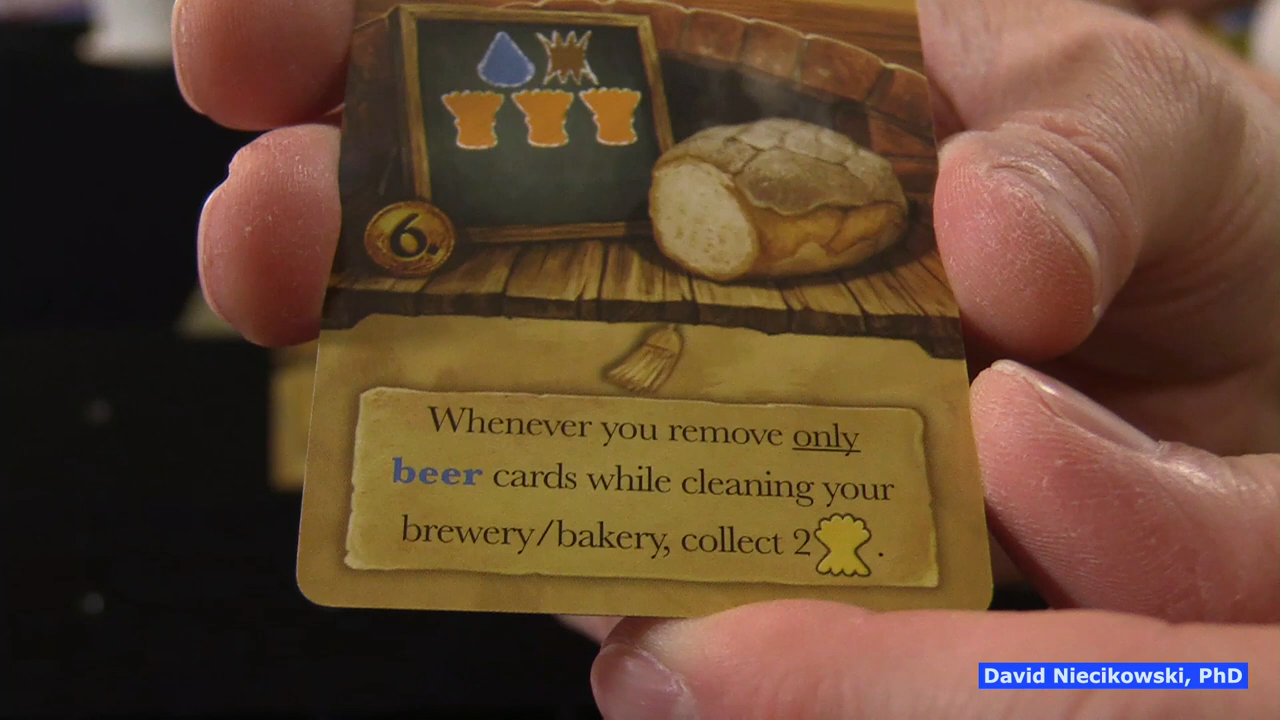 6.
Whenever you remove only
beer cards while cleaning your
brewery/bakery, collect 2 .
David Niecikowski, PhD